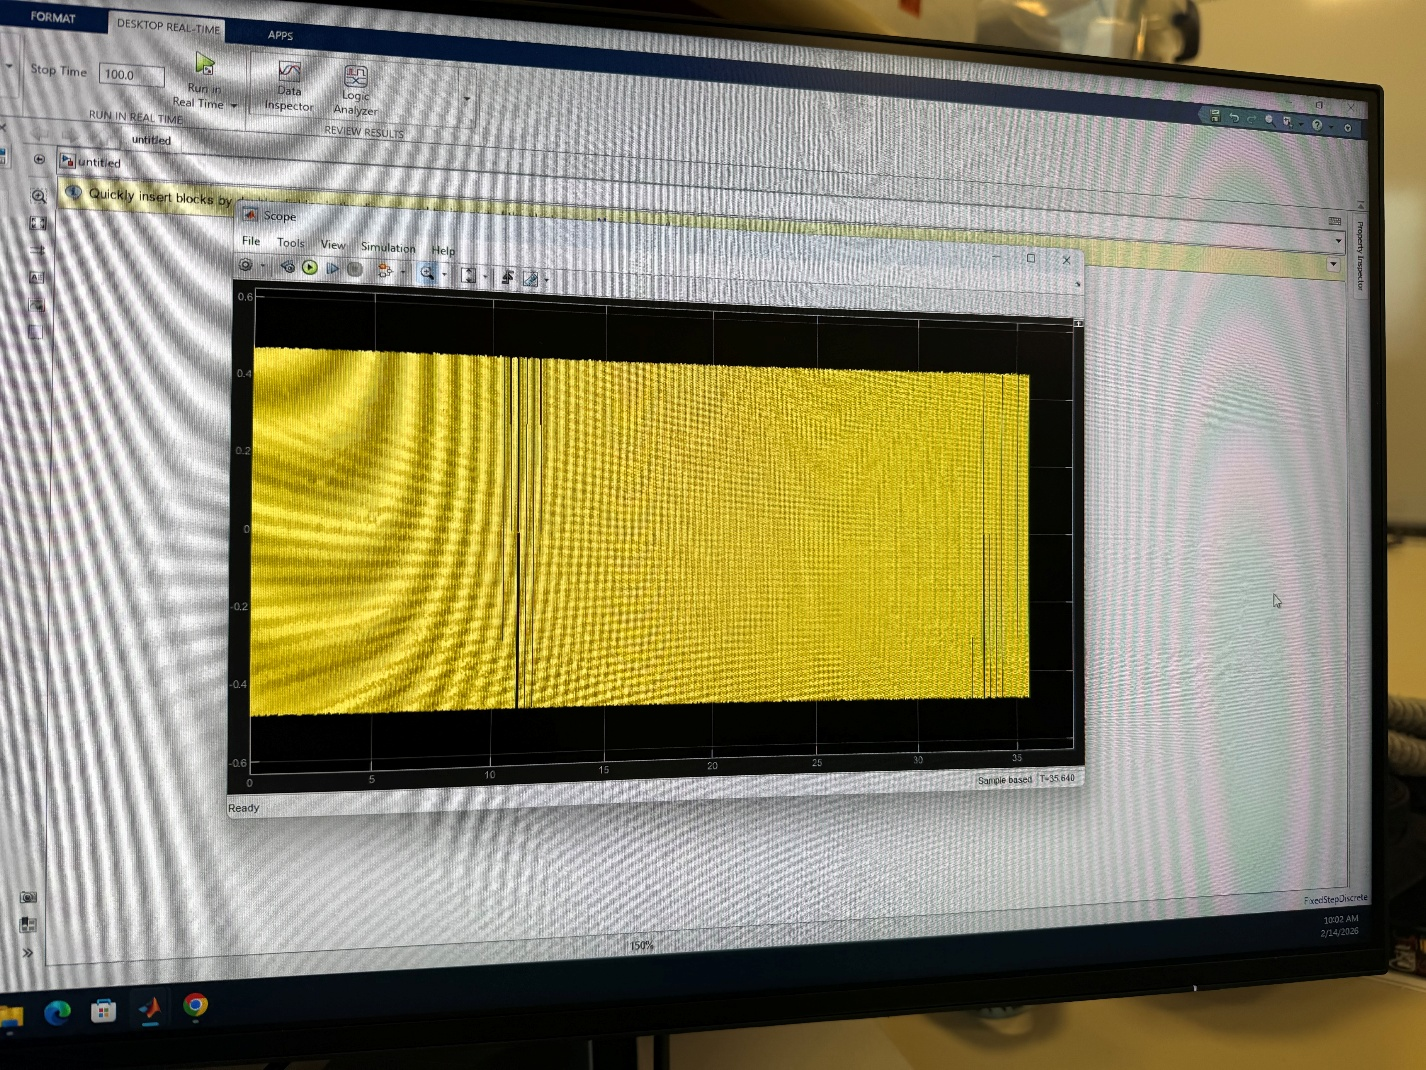 FORMAT
DESKTOP REAL-TIME
APPS
Stop Time
100.0
Run in
Real Time
Data
Inspector
Logic
Analyzer
RUN IN REAL TIME
REVIEW RESULTS
untitled
untitled
Quickly insert blocks by
Property Inspector
Scope
File
Tools
View
Simulation
Help
0.6
0.4
0.2
0
-0.2
-0.4
-0.6
0
5
10
15
20
25
30
35
Ready
Sample based
T=35.640
150%
FixedStepDiscrete
10:02 AM
2/14/2026